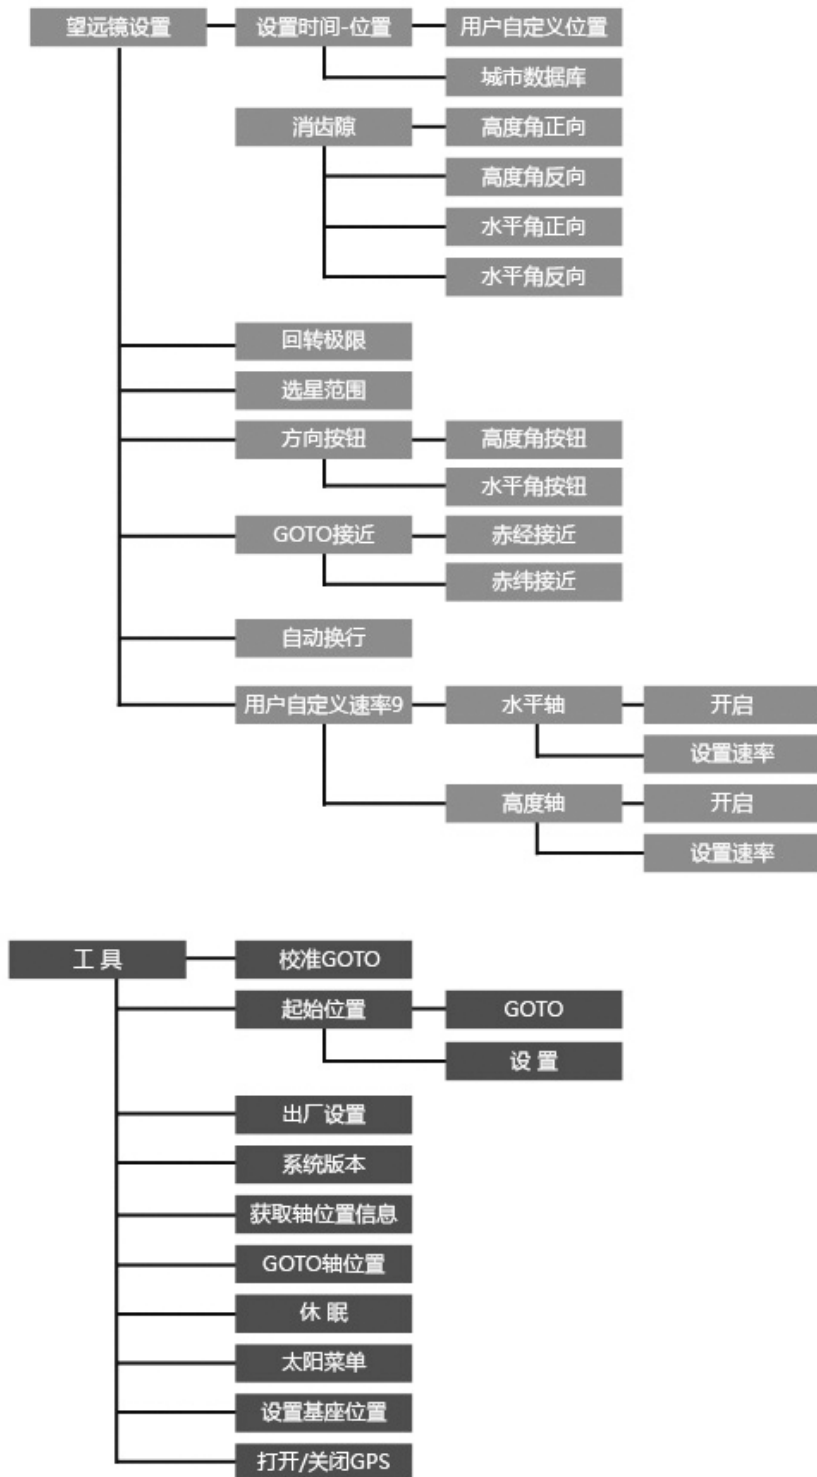 望远镜设置
设置时间-位置
用户自定义位置
城市数据库
消齿隙
高度角正向
高度角反向
水平角正向
水平角反向
回转极限
选星范围
方向按钮
高度角按钮
水平角按钮
GOTO接近
赤经接近
赤纬接近
自动换行
用户自定义速率9
水平轴
开启
设置速率
高度轴
开启
设置速率
工 具
校准GOTO
起始位置
GOTO
设 置
出厂设置
系统版本
获取轴位置信息
GOTO轴位置
休 眠
太阳菜单
设置基座位置
打开/关闭GPS